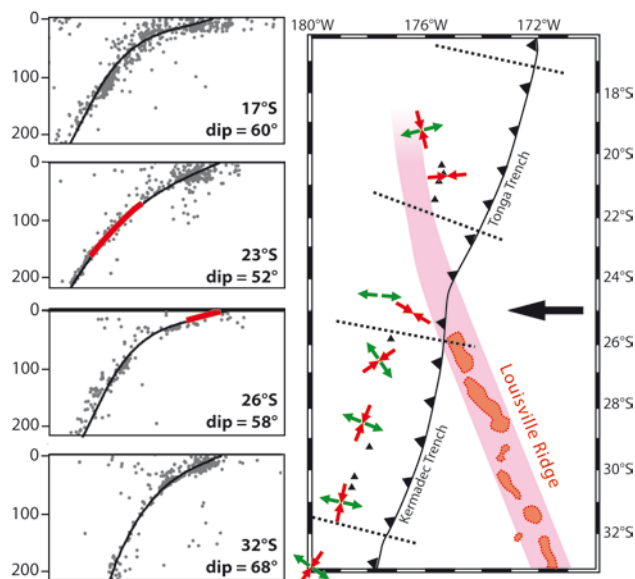 0
100
200
17°S
dip = 60°
0
100
200
23°S
dip = 52°
0
100
200
26°S
dip = 58°
0
100
200
32°S
dip = 68°
180°W
176°W
172°W
18°S
20°S
22°S
24°S
26°S
28°S
30°S
32°S
Tonga Trench
Kermadec Trench
Louisville Ridge